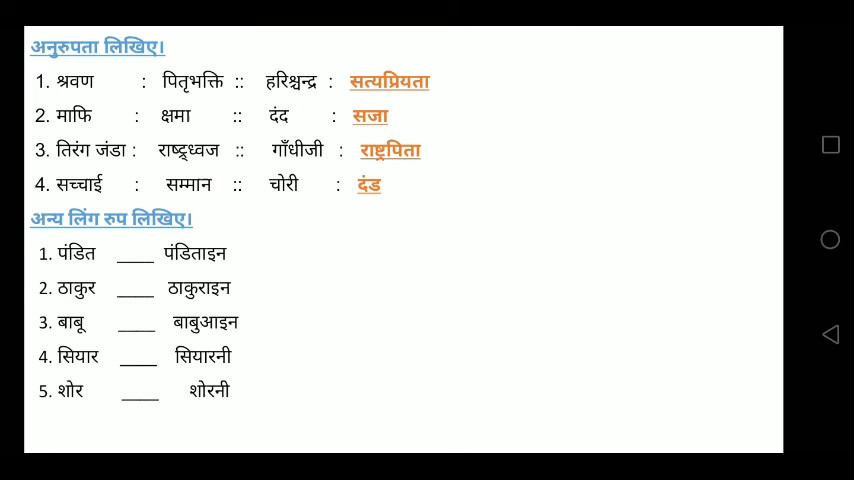 अनुरुपता लिखिए।
1. श्रवण : पितृभक्ति :: हरिश्चन्द्र : सत्यप्रियता
2. माफि : क्षमा :: दंद : सजा
3. तिरंग जंडा : राष्ट्र्ध्वज :: गाँधीजी : राष्ट्रपिता
4. सच्चाई : सम्मान :: चोरी : दंड
अन्य लिंग रुप लिखिए।
1. पंडित ____ पंडिताइन
2. ठाकुर ____ ठाकुराइन
3. बाबू ____ बाबुआइन
4. सियार ____ सियारनी
5. शोर ____ शोरनी